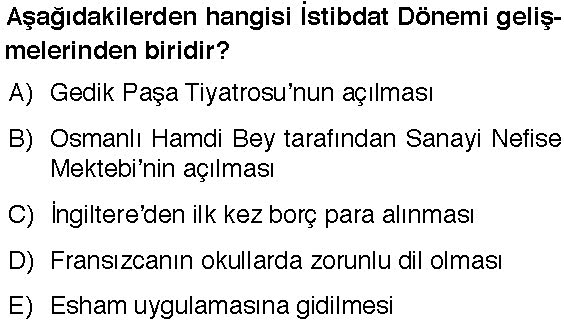 Aşağıdakilerden hangisi İstibdat Dönemi geliş-
melerinden biridir?
A) Gedik Paşa Tiyatrosu'nun açılması
B) Osmanlı Hamdi Bey tarafından Sanayi Nefise
Mektebi'nin açılması
C) İngiltere'den ilk kez borç para alınması
D) Fransızcanın okullarda zorunlu dil olması
E) Esham uygulamasına gidilmesi